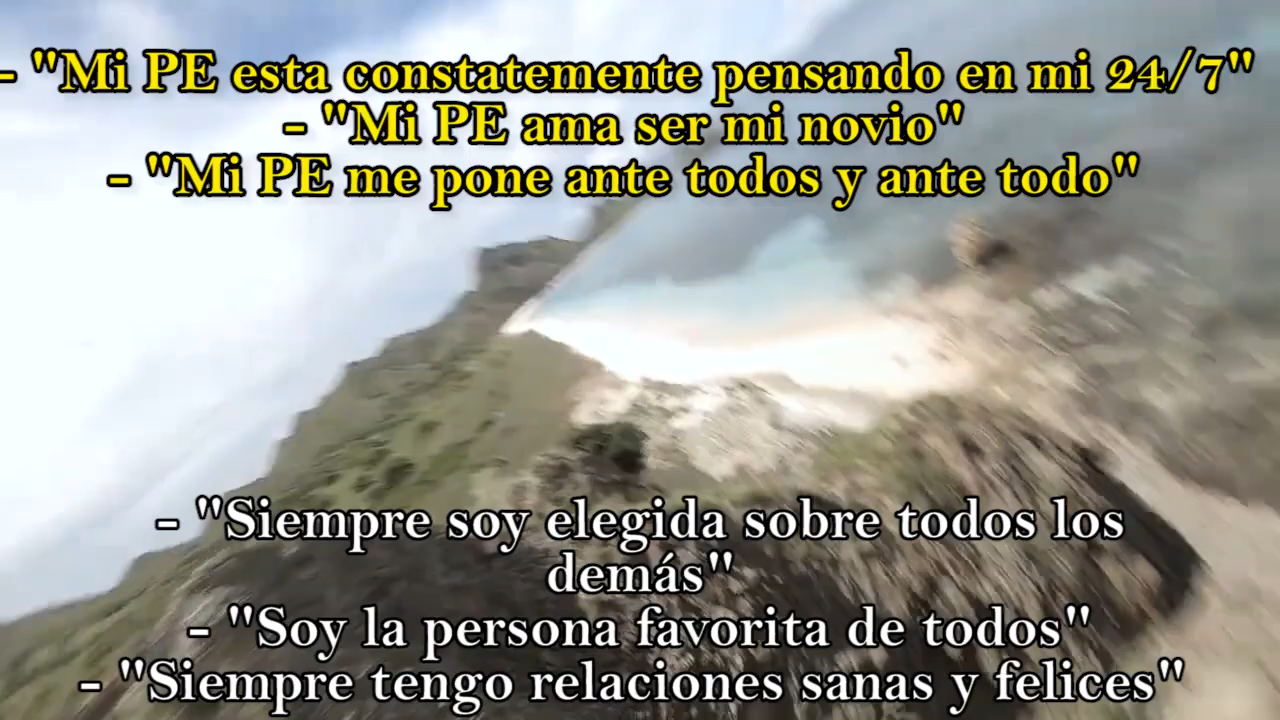 - "Mi PE esta constatemente pensando en mi 24/7"
- "Mi PE ama ser mi novio"
- "Mi PE me pone ante todos y ante todo"
- "Siempre soy elegida sobre todos los
demás"
- "Soy la persona favorita de todos"
- "Siempre tengo relaciones sanas y felices"